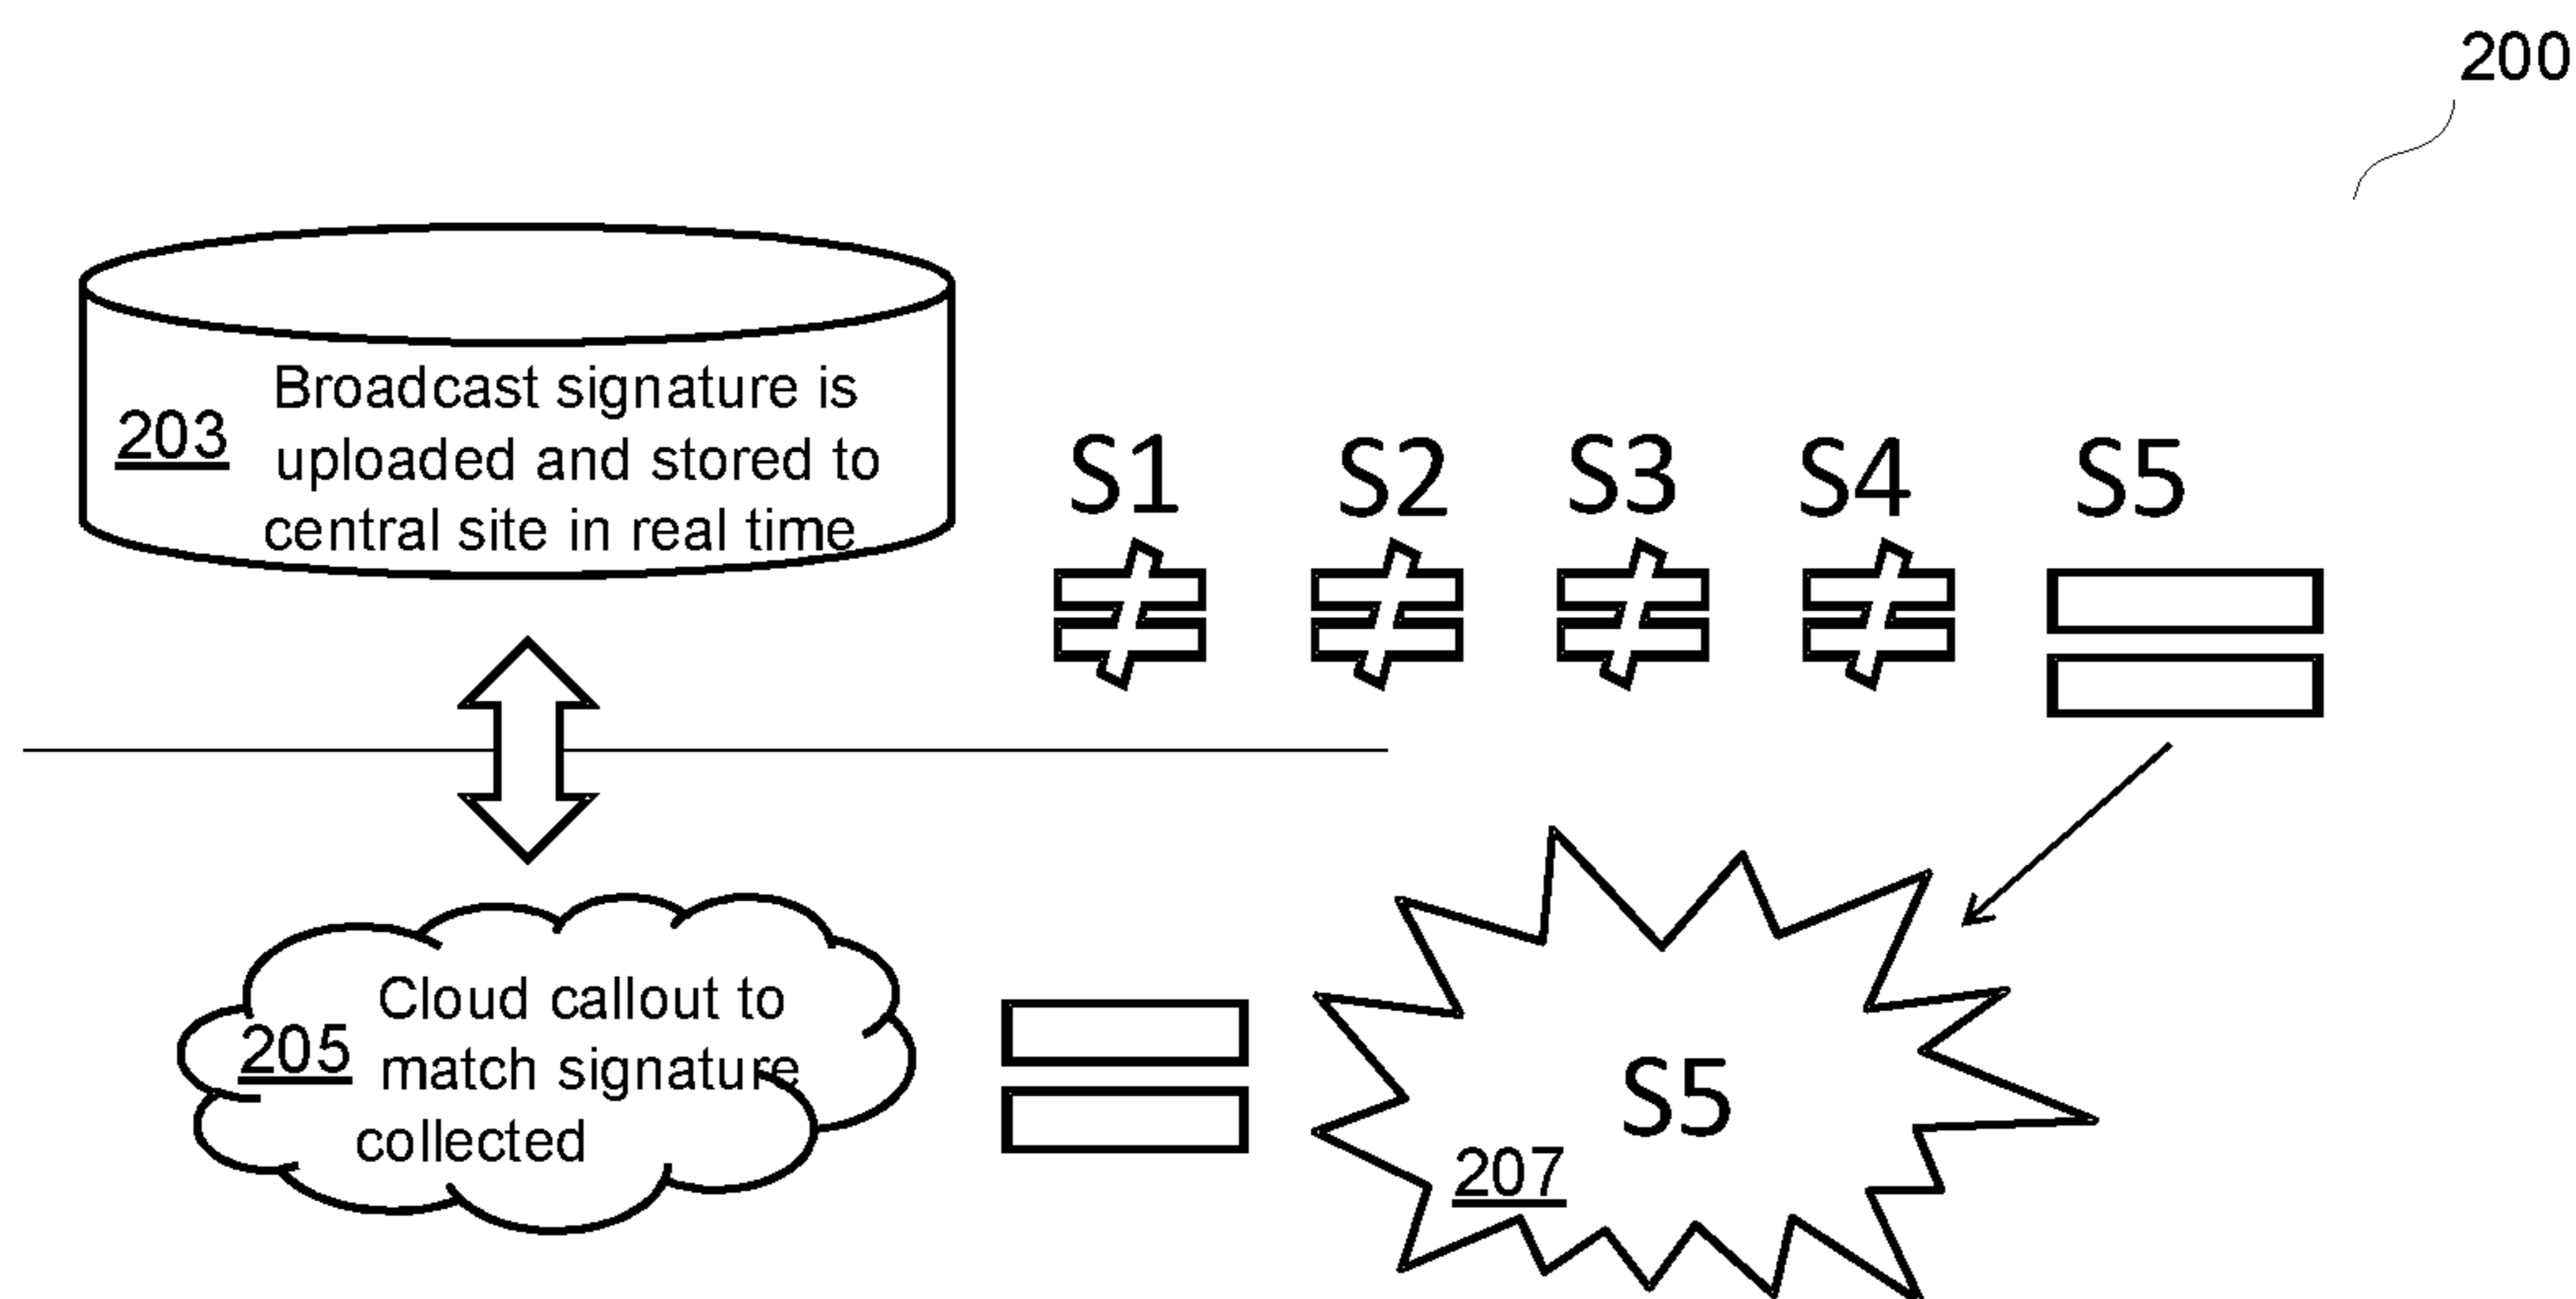 200
203 Broadcast signature is
uploaded and stored to
central site in real time
S1 S2 S3 S4 S5
≠ ≠ ≠ ≠ =
205 Cloud callout to
match signature
collected
=
S5
207